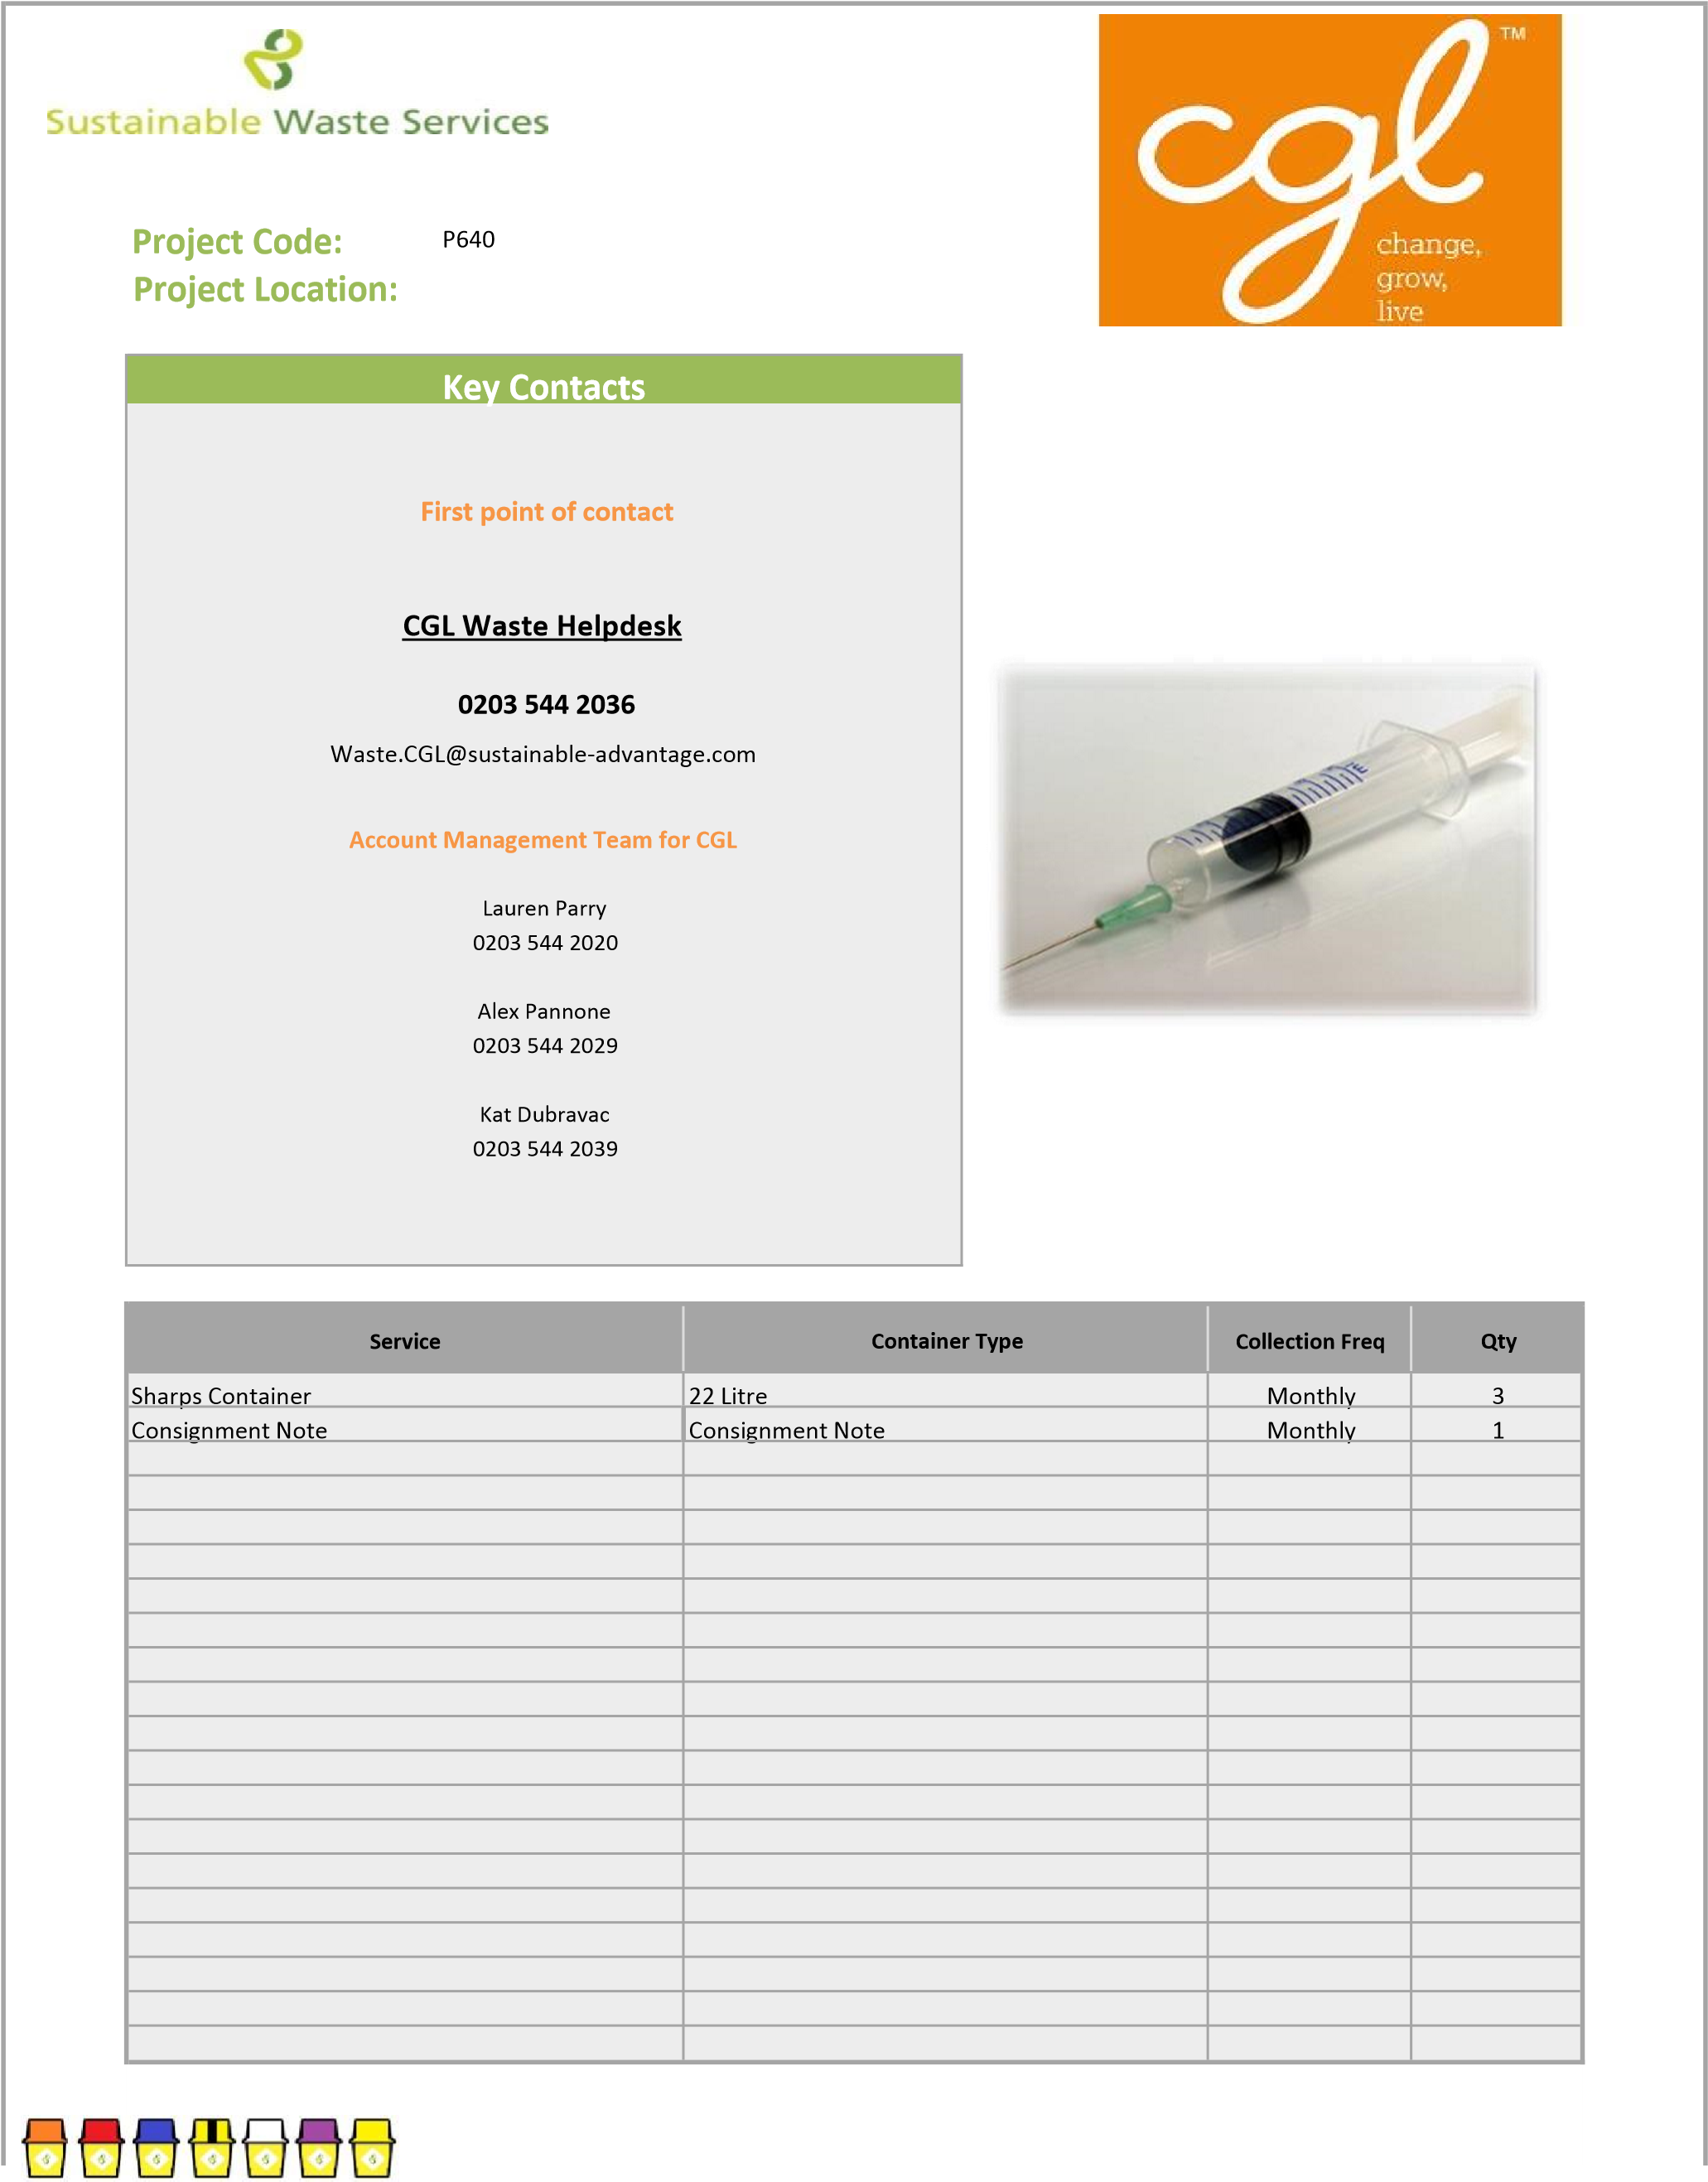 Sustainable Waste Services
cgl
TM
change,
grow,
live
Project Code: P640
Project Location:
Key Contacts
First point of contact
CGL Waste Helpdesk
0203 544 2036
Waste.CGL@sustainable-advantage.com
Account Management Team for CGL
Lauren Parry
0203 544 2020
Alex Pannone
0203 544 2029
Kat Dubravac
0203 544 2039
Service Container Type Collection Freq Qty
Sharps Container 22 Litre Monthly 3
Consignment Note Consignment Note Monthly 1